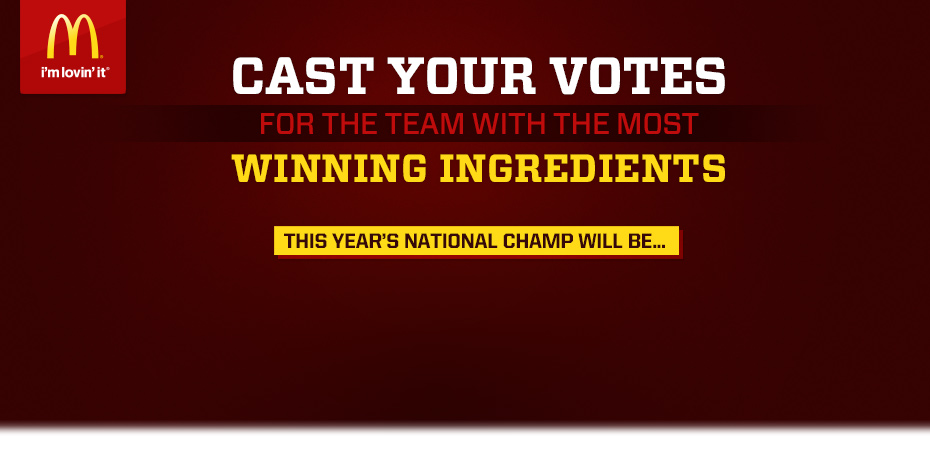 i'm lovin' it®
CAST YOUR VOTES
FOR THE TEAM WITH THE MOST
WINNING INGREDIENTS
THIS YEAR'S NATIONAL CHAMP WILL BE...